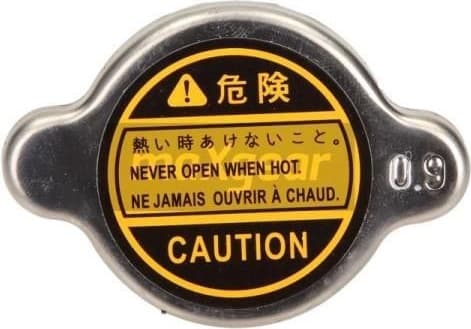 危険
熱い時あけないこと。
maxgear
NEVER OPEN WHEN HOT.
NE JAMAIS OUVRIR À CHAUD.
CAUTION
0.9